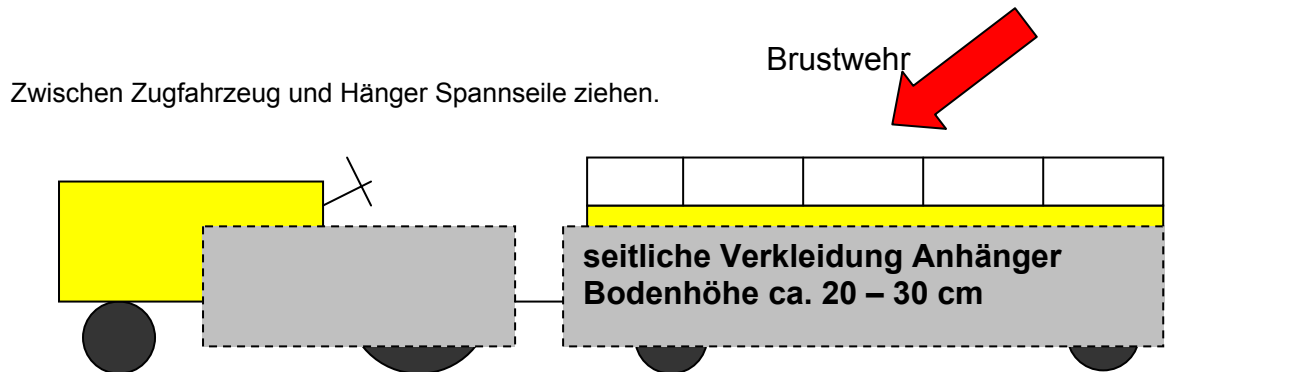 Brustwehr
Zwischen Zugfahrzeug und Hänger Spannseile ziehen.
seitliche Verkleidung Anhänger
Bodenhöhe ca. 20 – 30 cm